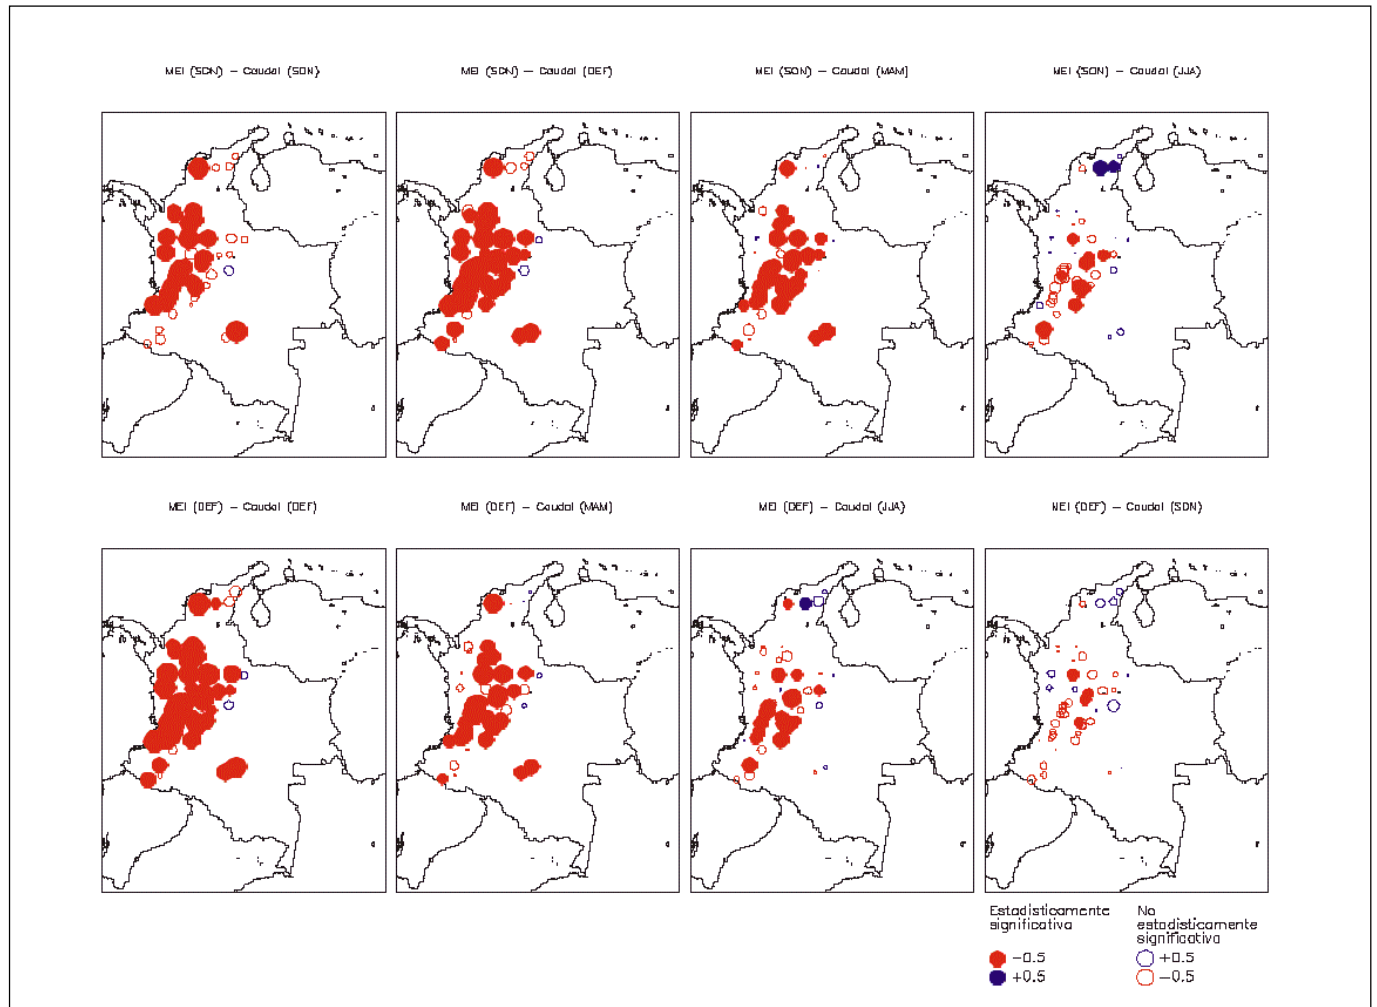 MEI (SON) – Caudal (SON)
MEI (SON) – Caudal (DEF)
MEI (SON) – Caudal (MAM)
MEI (SON) – Caudal (JJA)
MEI (DEF) – Caudal (DEF)
MEI (DEF) – Caudal (MAM)
MEI (DEF) – Caudal (JJA)
MEI (DEF) – Caudal (SON)
Estadisticamente
significativa
−0.5
+0.5
No
estadisticamente
significativa
+0.5
−0.5